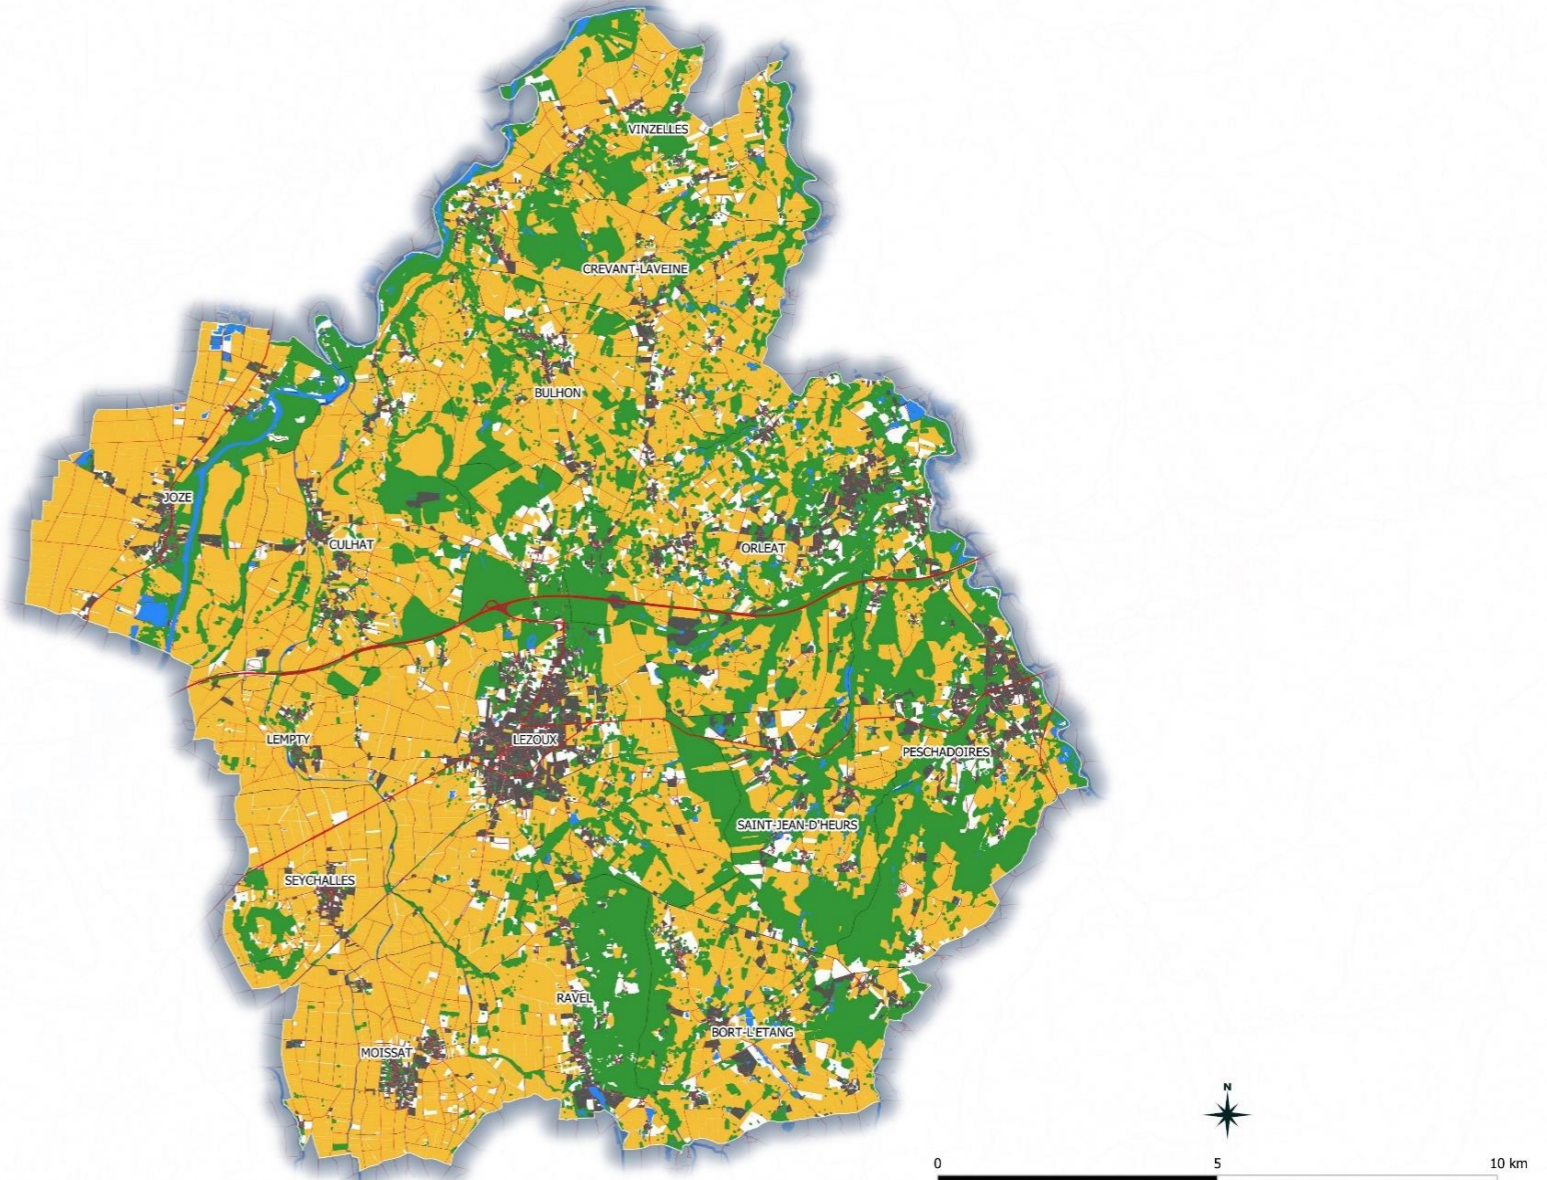 VINZELLES
CREVANT-LAVEINE
BULHON
JOZE
CULHAT
ORLEAT
LEMPTY
LEZOUX
PESCHADOIRES
SAINT-JEAN-D'HEURS
SEYCHALLES
RAVEL
BORT-L'ETANG
MOISSAT
N
0 5 10 km